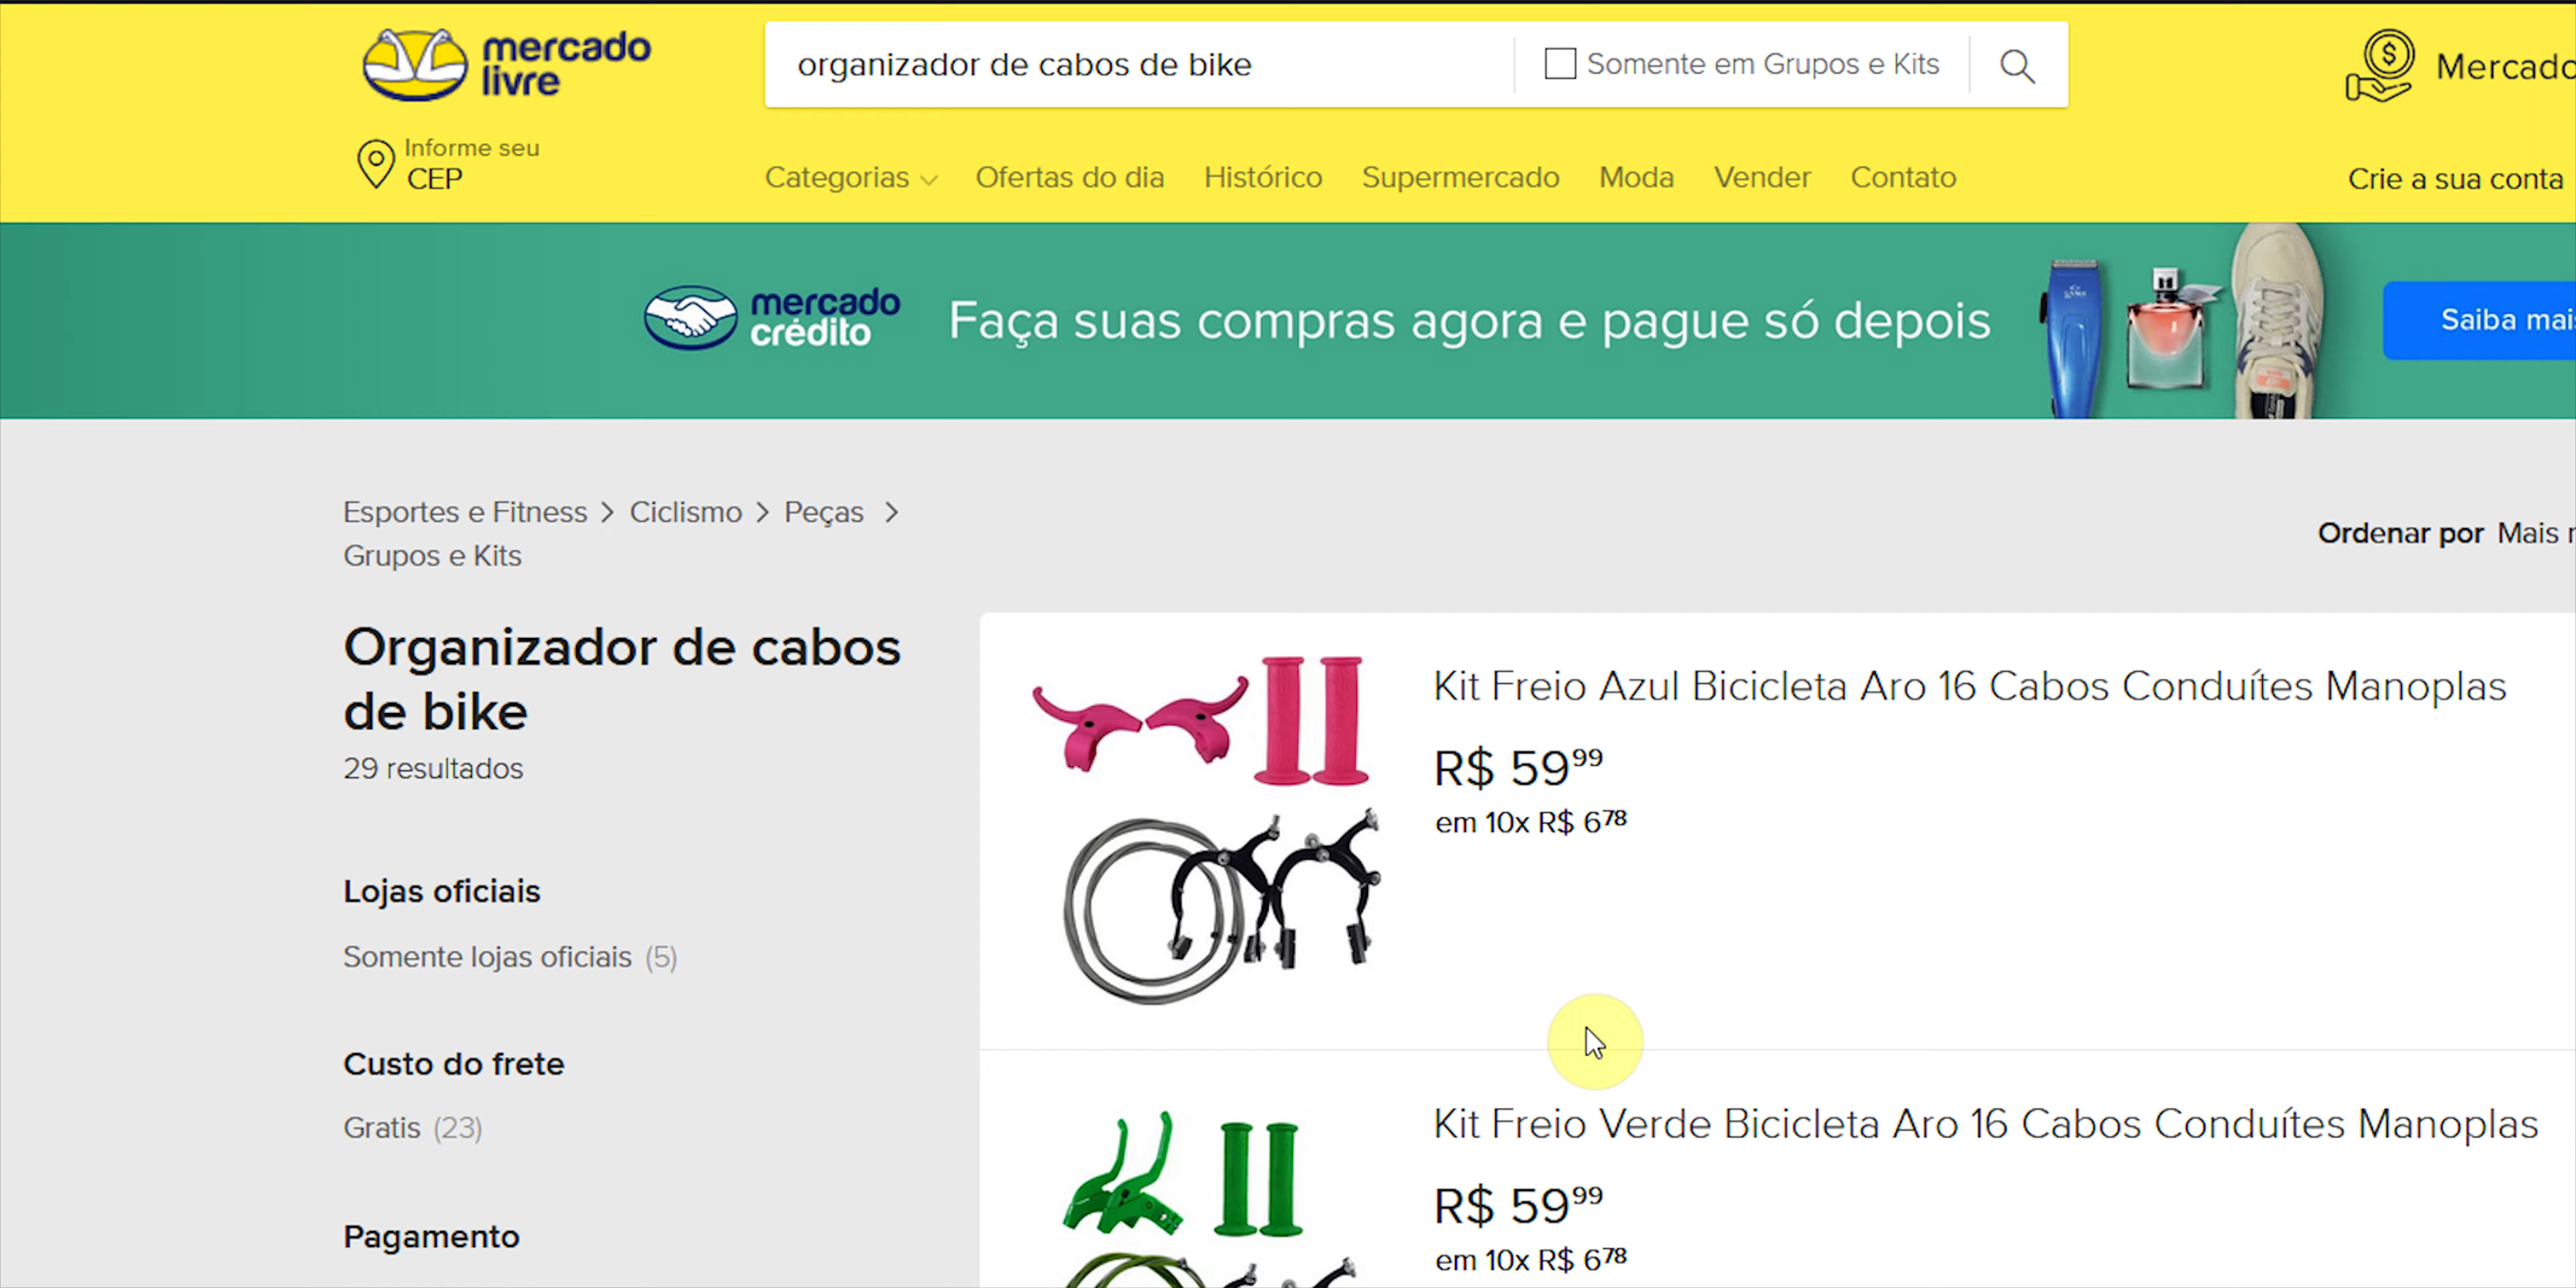 mercado
livre
organizador de cabos de bike
Somente em Grupos e Kits
Mercado
Informe seu
CEP
Categorias
Ofertas do dia
Histórico
Supermercado
Moda
Vender
Contato
Crie a sua conta
mercado
crédito
Faça suas compras agora e pague só depois
Saiba mais
Esportes e Fitness > Ciclismo > Peças >
Grupos e Kits
Ordenar por Mais r
Organizador de cabos
de bike
29 resultados
Lojas oficiais
Somente lojas oficiais (5)
Custo do frete
Gratis (23)
Pagamento
Kit Freio Azul Bicicleta Aro 16 Cabos Conduítes Manoplas
R$ 59⁹⁹
em 10x R$ 6⁷⁸
Kit Freio Verde Bicicleta Aro 16 Cabos Conduítes Manoplas
R$ 59⁹⁹
em 10x R$ 6⁷⁸